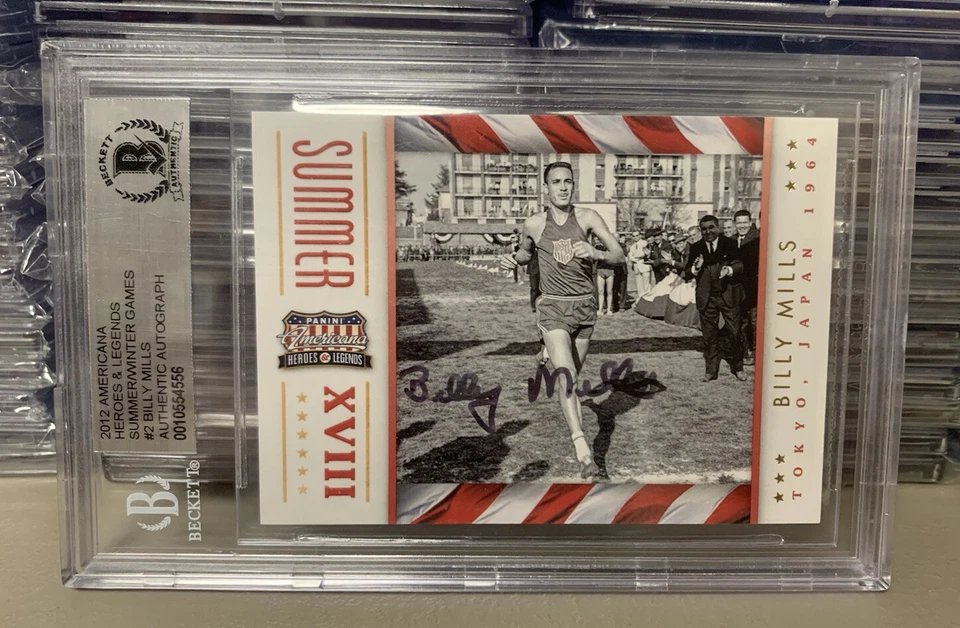 BECKETT
B
AUTHENTIC
2012 AMERICANA
HEROES & LEGENDS
SUMMER/WINTER GAMES
#2 BILLY MILLS
AUTHENTIC AUTOGRAPH
0010554556
B
BECKETT®
SUMMER
PANINI
Americana
HEROES & LEGENDS
XVIII
Billy Mills
BILLY MILLS
TOKYO, JAPAN 1964